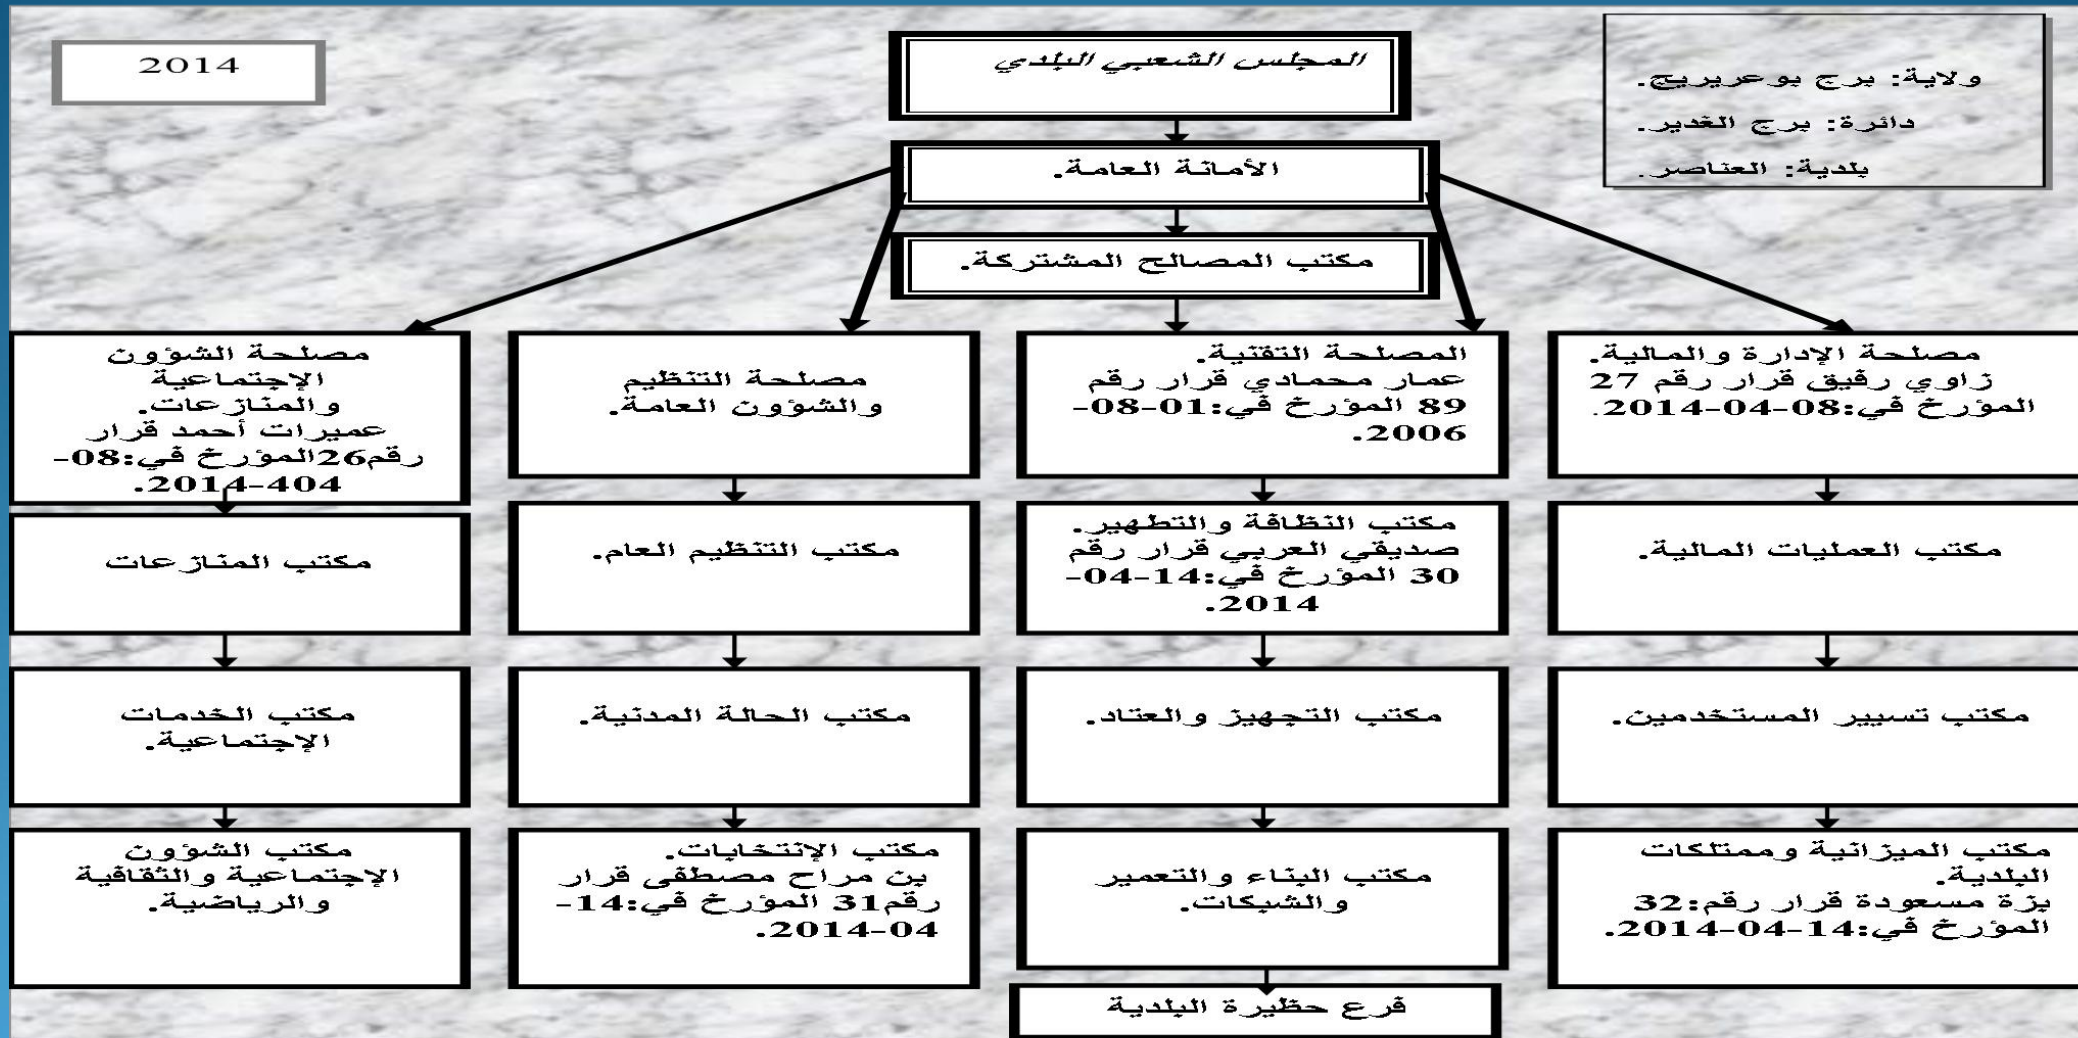 ولاية: برج بوعريريج.
دائرة: برج الغدير.
بلدية: العناصر.
2014
المجلس الشعبي البلدي
الأمانة العامة.
مكتب المصالح المشتركة.
مصلحة الإدارة والمالية.
زاوي رفيق قرار رقم 27
المؤرخ في:08-04-2014.
مكتب العمليات المالية.
مكتب تسيير المستخدمين.
مكتب الميزانية وممتلكات
البلدية.
بزة مسعودة قرار رقم:32
المؤرخ في:14-04-2014.
المصلحة التقنية.
عمار محمادي قرار رقم
89 المؤرخ في:01-08-
2006.
مكتب النظافة والتطهير.
صديقي العربي قرار رقم
30 المؤرخ في:14-04-
2014.
مكتب التجهيز والعتاد.
مكتب البناء والتعمير
والشبكات.
فرع حظيرة البلدية
مصلحة التنظيم
والشؤون العامة.
مكتب التنظيم العام.
مكتب الحالة المدنية.
مكتب الإنتخابات.
بن مراح مصطفى قرار
رقم31 المؤرخ في:14-
04-2014.
مصلحة الشؤون
الإجتماعية
والمنازعات.
عميرات أحمد قرار
رقم26المؤرخ في:08-
404-2014.
مكتب المنازعات
مكتب الخدمات
الإجتماعية.
مكتب الشؤون
الإجتماعية والثقافية
والرياضية.